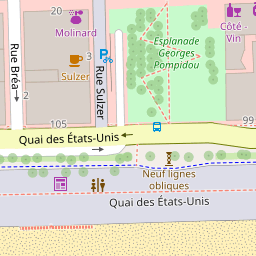 Molinard
Côté -
Vin
Esplanade
Georges
Pompidou
Sulzer
Rue Bréa
Rue Sulzer
20
2
105
99
Quai des États-Unis
Neuf lignes
obliques
Quai des États-Unis